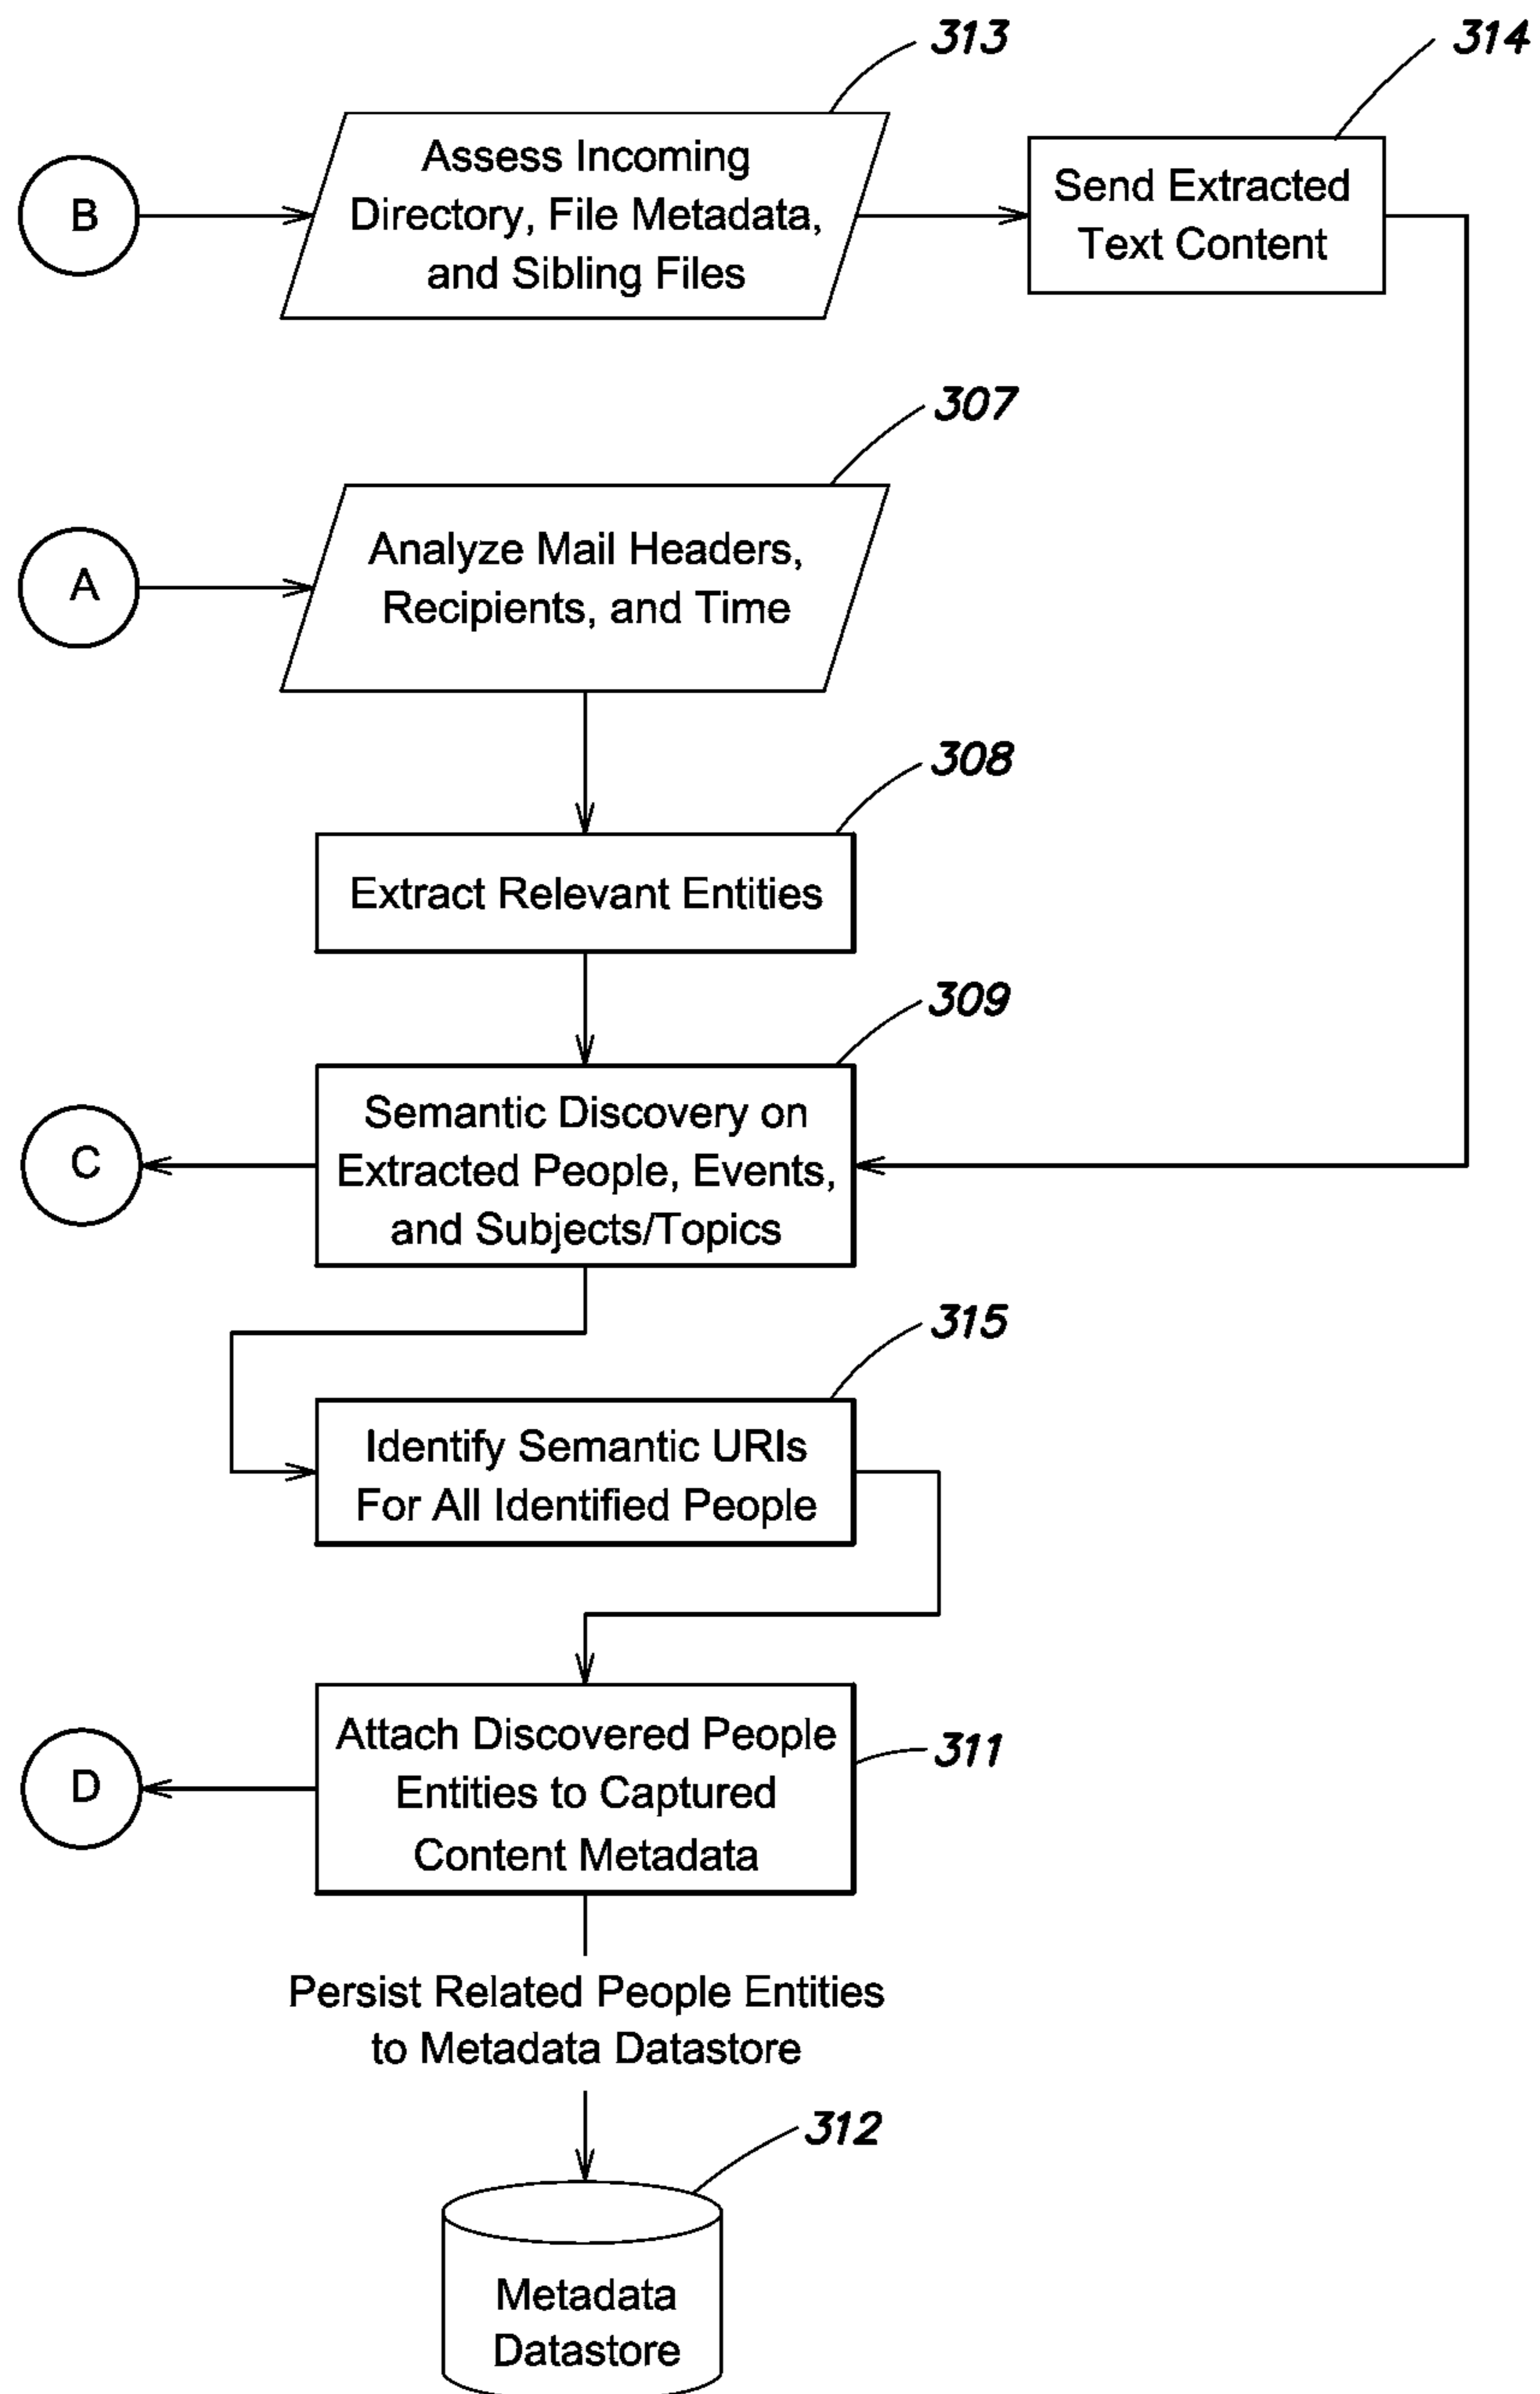 313
314
B
Assess Incoming
Directory, File Metadata,
and Sibling Files
Send Extracted
Text Content
307
A
Analyze Mail Headers,
Recipients, and Time
308
Extract Relevant Entities
309
C
Semantic Discovery on
Extracted People, Events,
and Subjects/Topics
315
Identify Semantic URIs
For All Identified People
D
Attach Discovered People
Entities to Captured
Content Metadata
311
Persist Related People Entities
to Metadata Datastore
312
Metadata
Datastore